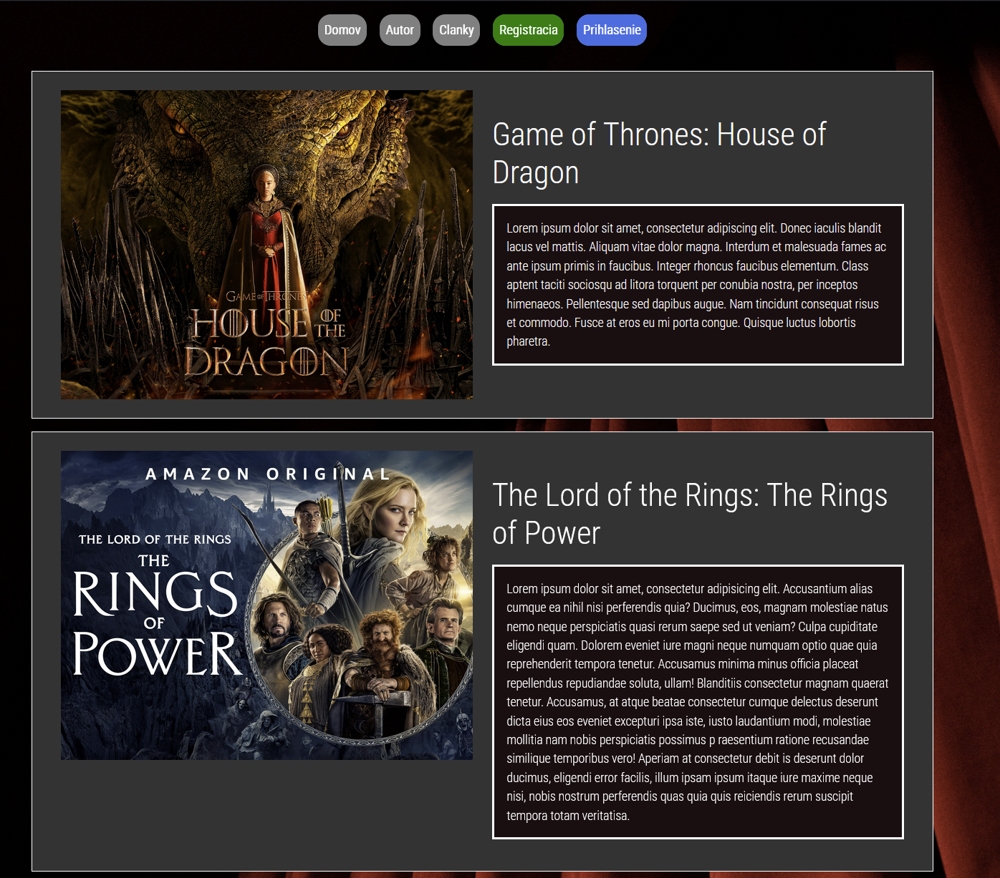 Domov Autor Clanky Registracia Prihlasenie
GAME OF THRONES
HOUSE OF THE
DRAGON
Game of Thrones: House of
Dragon
Lorem ipsum dolor sit amet, consectetur adipiscing elit. Donec iaculis blandit
lacus vel mattis. Aliquam vitae dolor magna. Interdum et malesuada fames ac
ante ipsum primis in faucibus. Integer rhoncus faucibus elementum. Class
aptent taciti sociosqu ad litora torquent per conubia nostra, per inceptos
himenaeos. Pellentesque sed dapibus augue. Nam tincidunt consequat risus
et commodo. Fusce at eros eu mi porta congue. Quisque luctus lobortis
pharetra.
AMAZON ORIGINAL
THE LORD OF THE RINGS
THE
RINGS
OF
POWER
The Lord of the Rings: The Rings
of Power
Lorem ipsum dolor sit amet, consectetur adipisicing elit. Accusantium alias
cumque ea nihil nisi perferendis quia? Ducimus, eos, magnam molestiae natus
nemo neque perspiciatis quasi rerum saepe sed ut veniam? Culpa cupiditate
eligendi quam. Dolorem eveniet iure magni neque numquam optio quae quia
reprehenderit tempora tenetur. Accusamus minima minus officia placeat
repellendus repudiandae soluta, ullam! Blanditiis consectetur magnam quaerat
tenetur. Accusamus, at atque beatae consectetur cumque delectus deserunt
dicta eius eos eveniet excepturi ipsa iste, iusto laudantium modi, molestiae
mollitia nam nobis perspiciatis possimus p raesentium ratione recusandae
similique temporibus vero! Aperiam at consectetur debit is deserunt dolor
ducimus, eligendi error facilis, illum ipsam ipsum itaque iure maxime neque
nisi, nobis nostrum perferendis quas quia quis reiciendis rerum suscipit
tempora totam veritatisa.